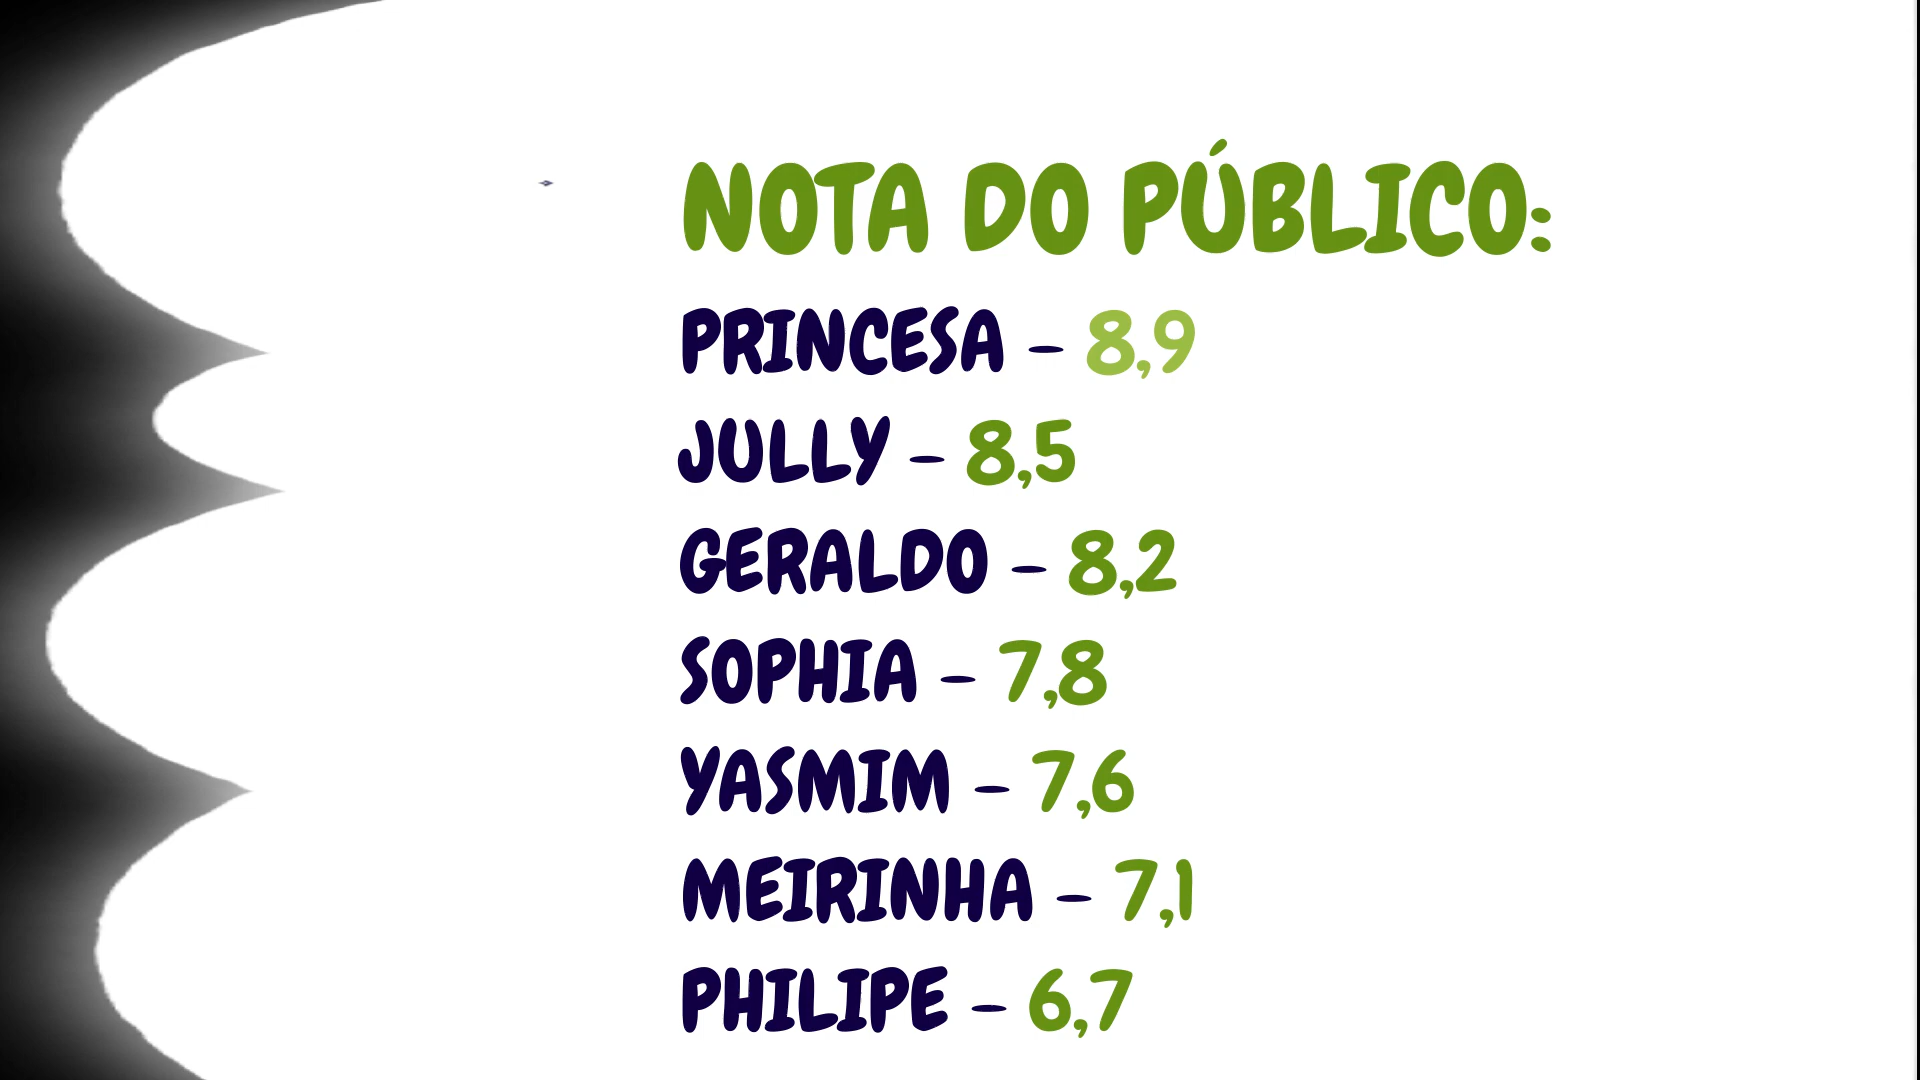 NOTA DO PÚBLICO:
PRINCESA – 8,9
JULLY – 8,5
GERALDO – 8,2
SOPHIA – 7,8
YASMIM – 7,6
MEIRINHA – 7,1
PHILIPE – 6,7